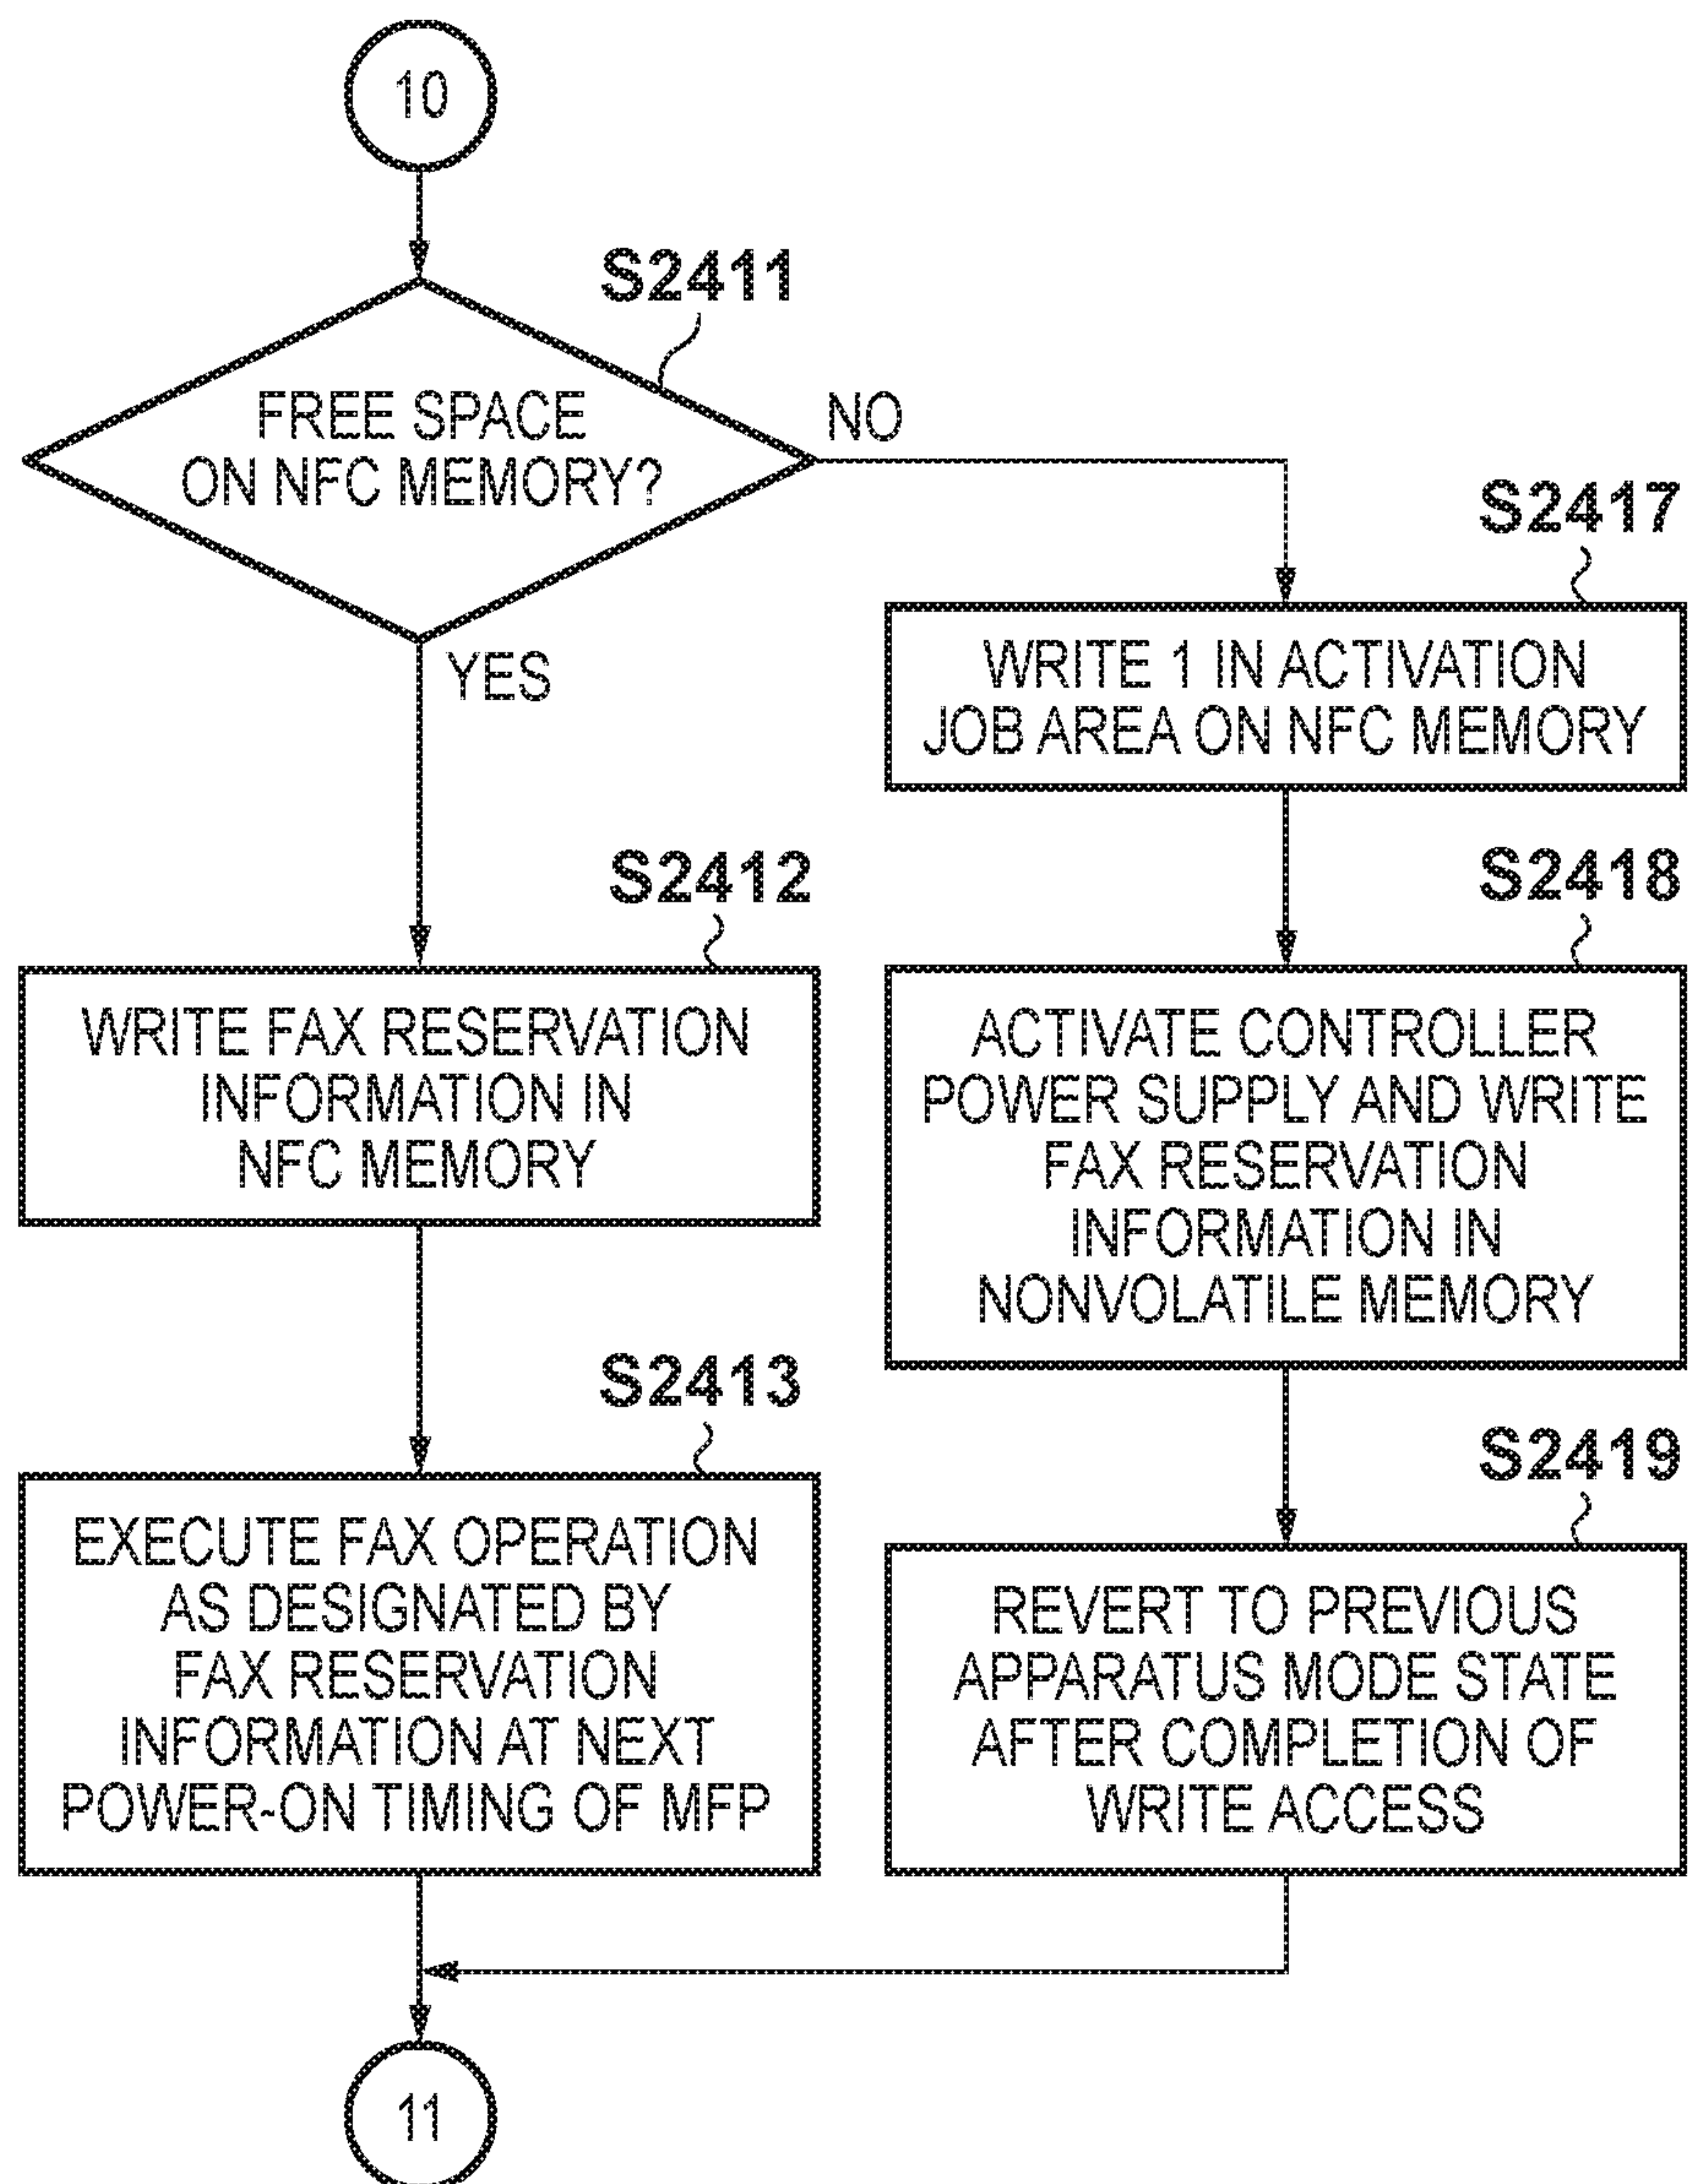 10
S2411
FREE SPACE
ON NFC MEMORY?
NO
YES
S2417
WRITE 1 IN ACTIVATION
JOB AREA ON NFC MEMORY
S2412
WRITE FAX RESERVATION
INFORMATION IN
NFC MEMORY
S2418
ACTIVATE CONTROLLER
POWER SUPPLY AND WRITE
FAX RESERVATION
INFORMATION IN
NONVOLATILE MEMORY
S2413
EXECUTE FAX OPERATION
AS DESIGNATED BY
FAX RESERVATION
INFORMATION AT NEXT
POWER-ON TIMING OF MFP
S2419
REVERT TO PREVIOUS
APPARATUS MODE STATE
AFTER COMPLETION OF
WRITE ACCESS
11